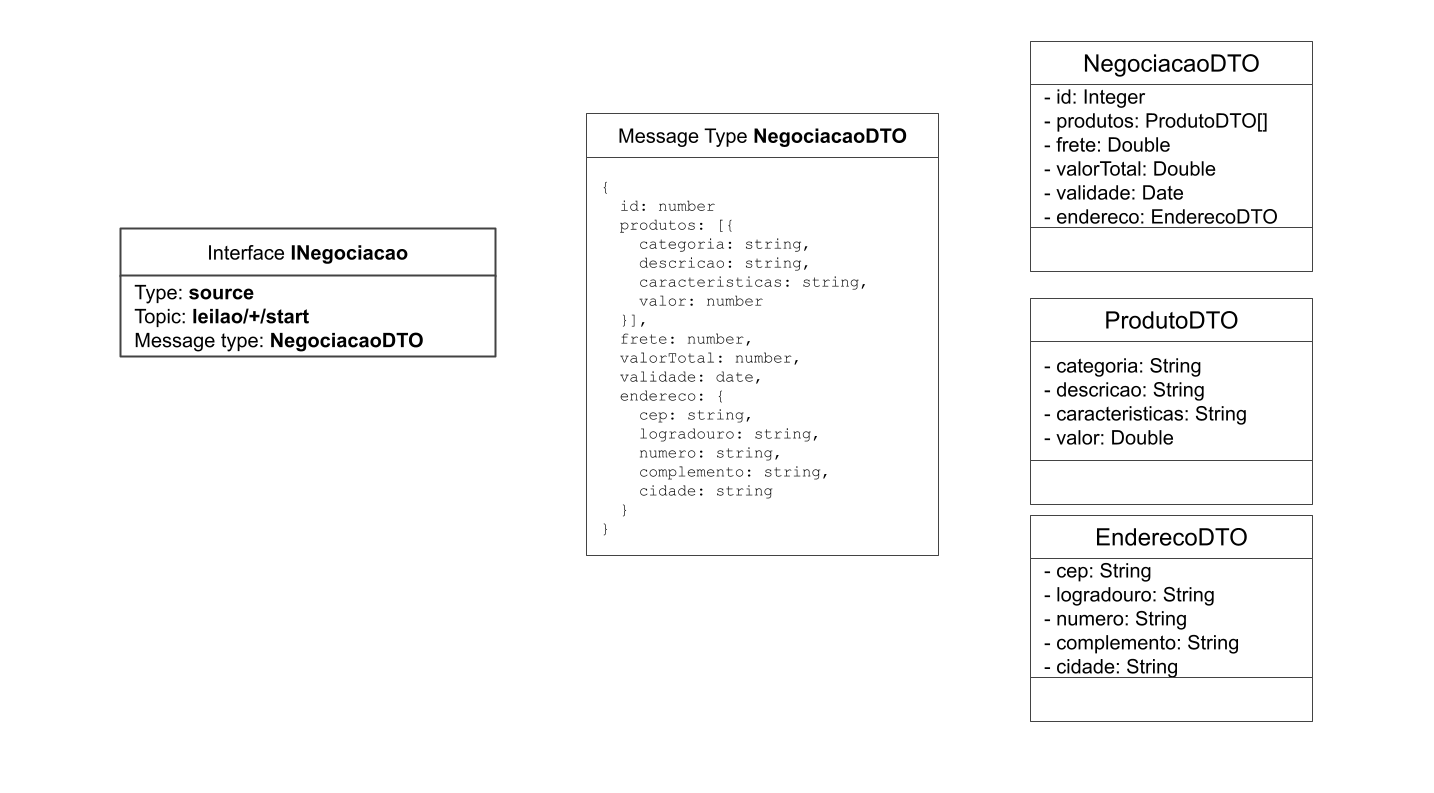 Interface INegociacao
Type: source
Topic: leilao/+/start
Message type: NegociacaoDTO
Message Type NegociacaoDTO
{
  id: number
  produtos: [{
    categoria: string,
    descricao: string,
    caracteristicas: string,
    valor: number
  }],
  frete: number,
  valorTotal: number,
  validade: date,
  endereco: {
    cep: string,
    logradouro: string,
    numero: string,
    complemento: string,
    cidade: string
  }
}
NegociacaoDTO
- id: Integer
- produtos: ProdutoDTO[]
- frete: Double
- valorTotal: Double
- validade: Date
- endereco: EnderecoDTO
ProdutoDTO
- categoria: String
- descricao: String
- caracteristicas: String
- valor: Double
EnderecoDTO
- cep: String
- logradouro: String
- numero: String
- complemento: String
- cidade: String